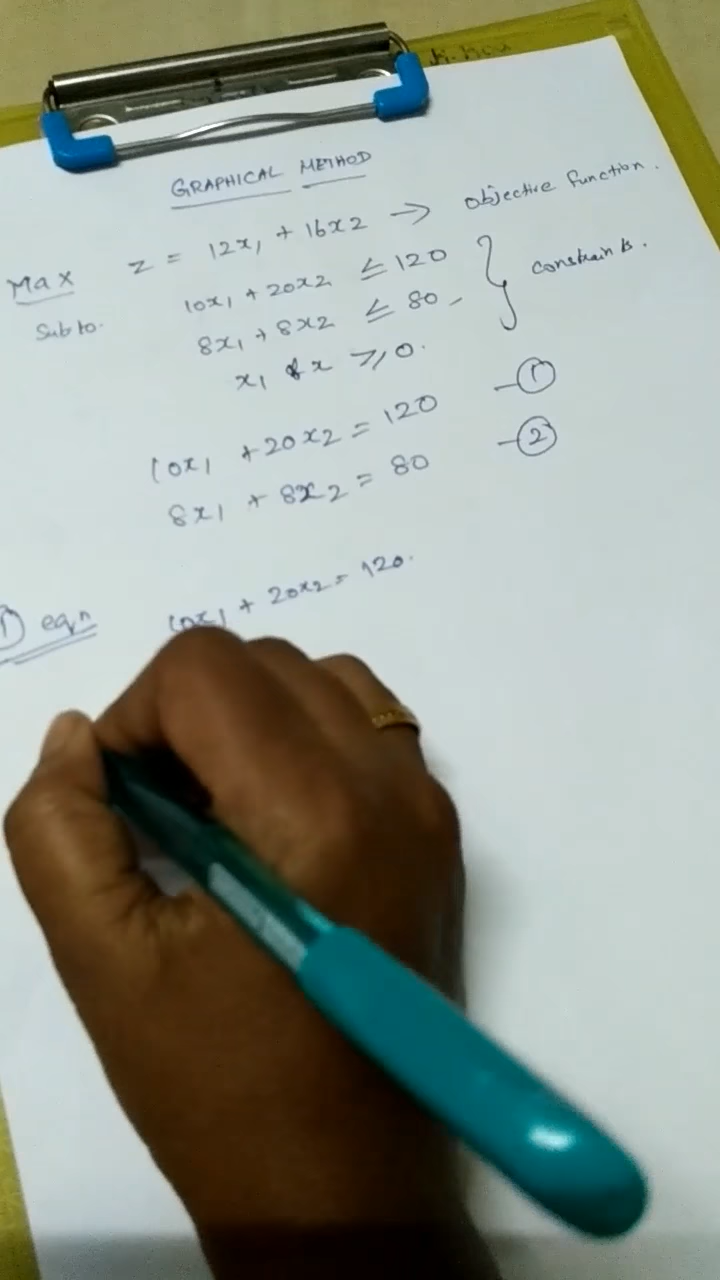 GRAPHICAL METHOD
Max z = 12x1 + 16x2 → Objective function.
Sub to. 10x1 + 20x2 ≤ 120
8x1 + 8x2 ≤ 80
constraints.
x1 & x ≥ 0.
10x1 + 20x2 = 120 - ①
8x1 + 8x2 = 80 - ②
① eqn 10x1 + 20x2 = 120.